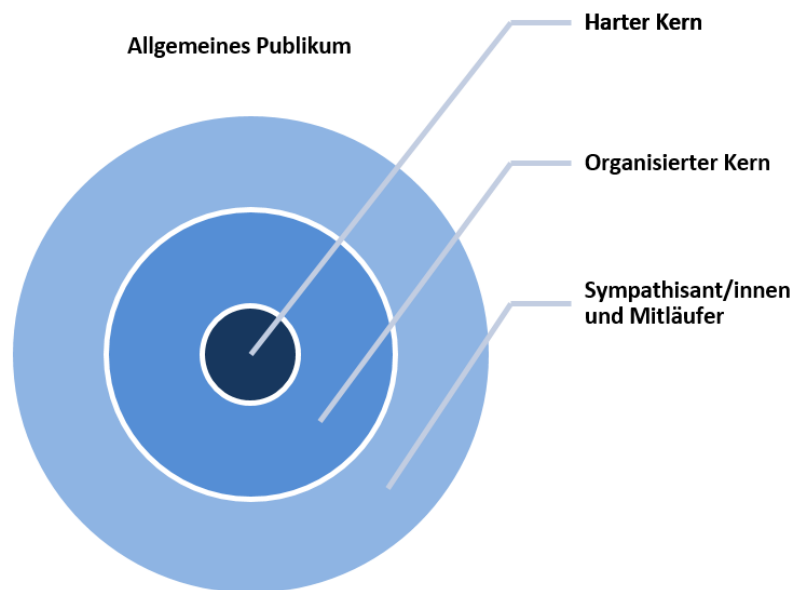 Harter Kern
Allgemeines Publikum
Organisierter Kern
Sympathisant/innen
und Mitläufer